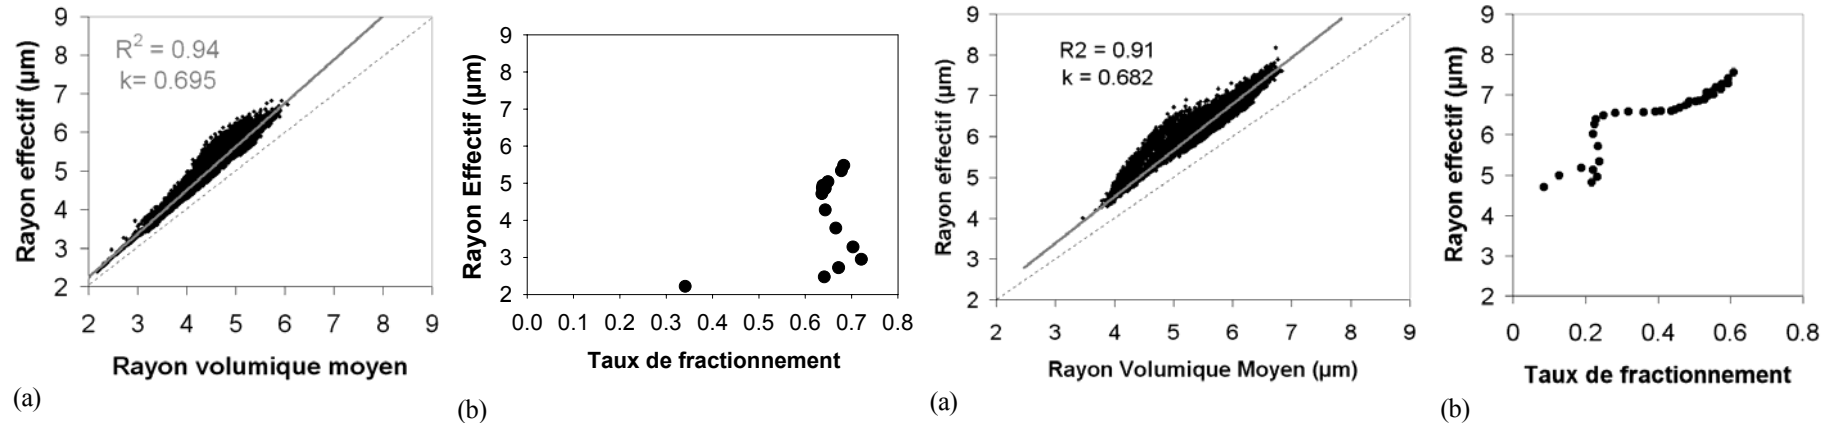 9
8
7
6
5
4
3
2
Rayon effectif (µm)
R² = 0.94
k= 0.695
2 3 4 5 6 7 8 9
Rayon volumique moyen
(a)
9
8
7
6
5
4
3
2
Rayon Effectif (µm)
0.0 0.1 0.2 0.3 0.4 0.5 0.6 0.7 0.8
Taux de fractionnement
(b)
9
8
7
6
5
4
3
2
Rayon effectif (µm)
R2 = 0.91
k = 0.682
2 3 4 5 6 7 8 9
Rayon Volumique Moyen (µm)
(a)
9
8
7
6
5
4
3
2
Rayon effectif (µm)
0 0.2 0.4 0.6 0.8
Taux de fractionnement
(b)